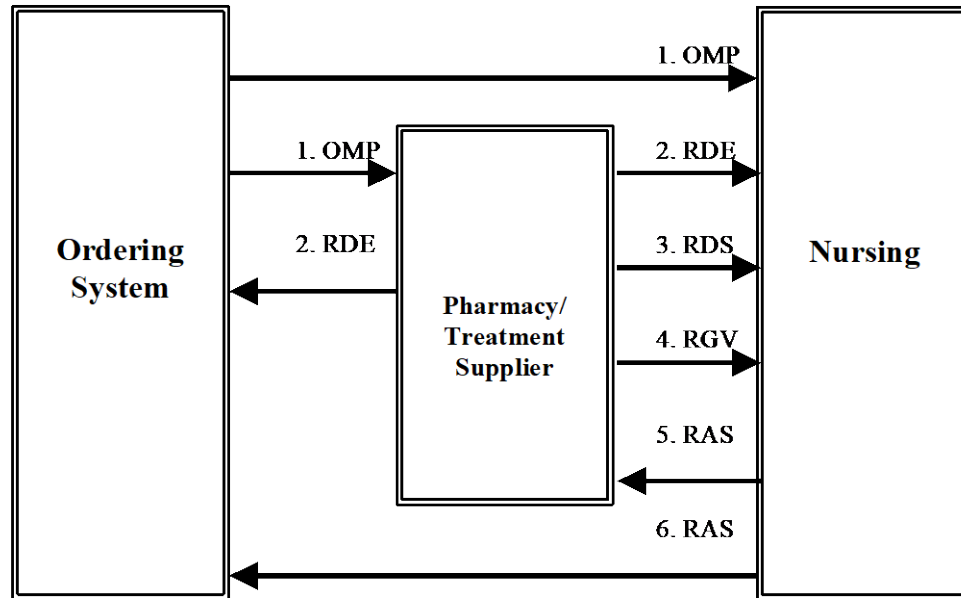 1. OMP
1. OMP
2. RDE
2. RDE
3. RDS
Ordering
System
Nursing
Pharmacy/
Treatment
Supplier
4. RGV
5. RAS
6. RAS